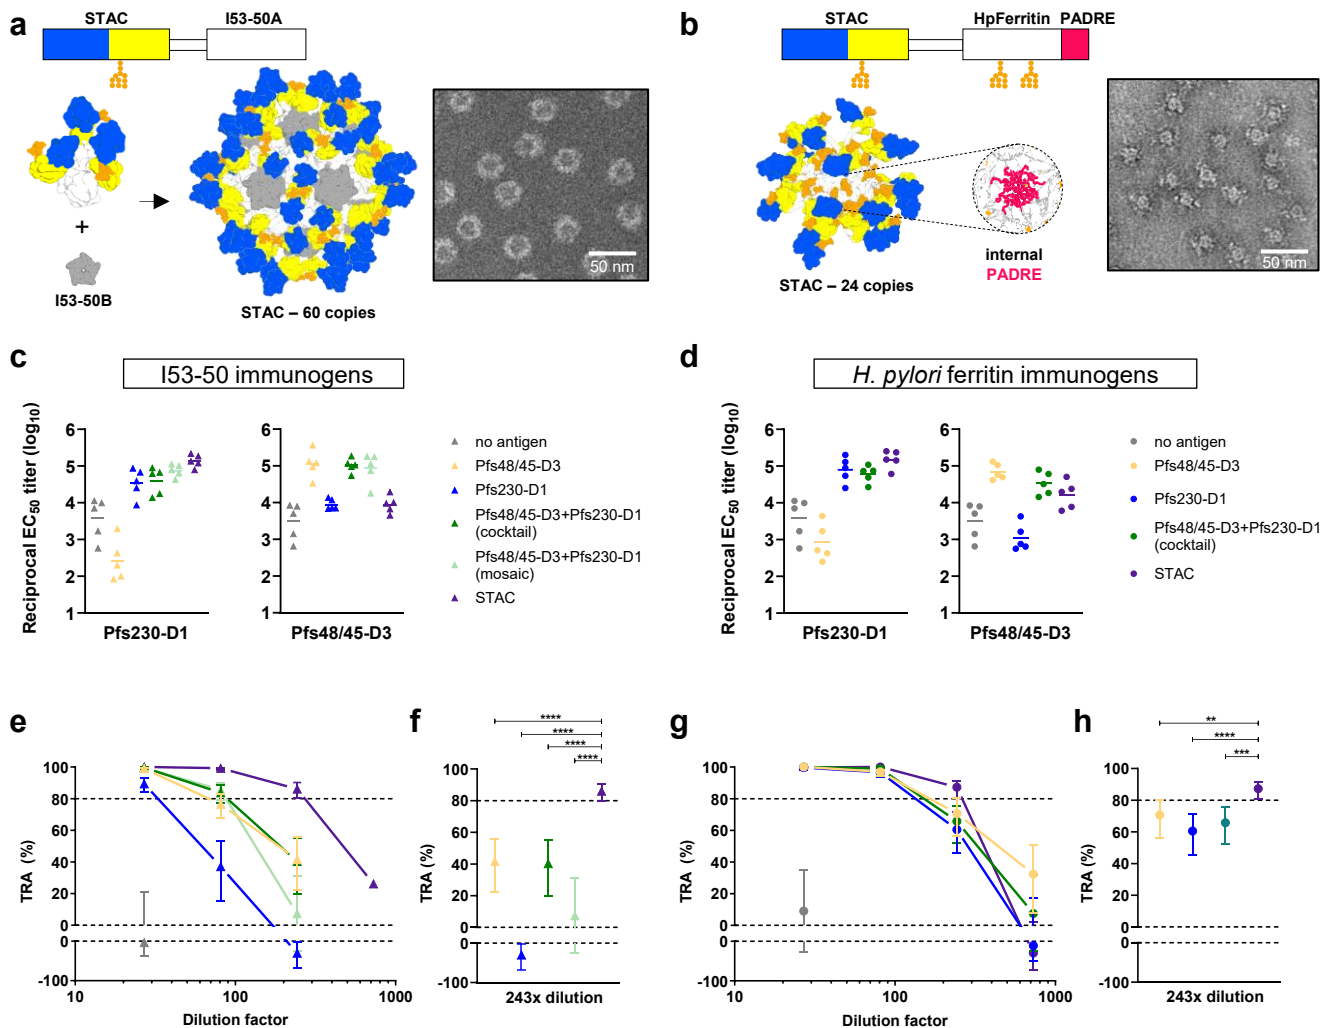 a
STAC
I53-50A
+
I53-50B
STAC – 60 copies
50 nm
b
STAC
HpFerritin
PADRE
internal
PADRE
STAC – 24 copies
50 nm
c
I53-50 immunogens
Reciprocal EC50 titer (log10)
6
5
4
3
2
1
Pfs230-D1
6
5
4
3
2
1
Pfs48/45-D3
no antigen
Pfs48/45-D3
Pfs230-D1
Pfs48/45-D3+Pfs230-D1
(cocktail)
Pfs48/45-D3+Pfs230-D1
(mosaic)
STAC
d
H. pylori ferritin immunogens
Reciprocal EC50 titer (log10)
6
5
4
3
2
1
Pfs230-D1
6
5
4
3
2
1
Pfs48/45-D3
no antigen
Pfs48/45-D3
Pfs230-D1
Pfs48/45-D3+Pfs230-D1
(cocktail)
STAC
e
TRA (%)
100
80
60
40
20
0
0
-100
10
100
1000
Dilution factor
f
****
****
****
****
TRA (%)
100
80
60
40
20
0
0
-100
243x dilution
g
TRA (%)
100
80
60
40
20
0
0
-100
10
100
1000
Dilution factor
h
**
****
***
TRA (%)
100
80
60
40
20
0
0
-100
243x dilution